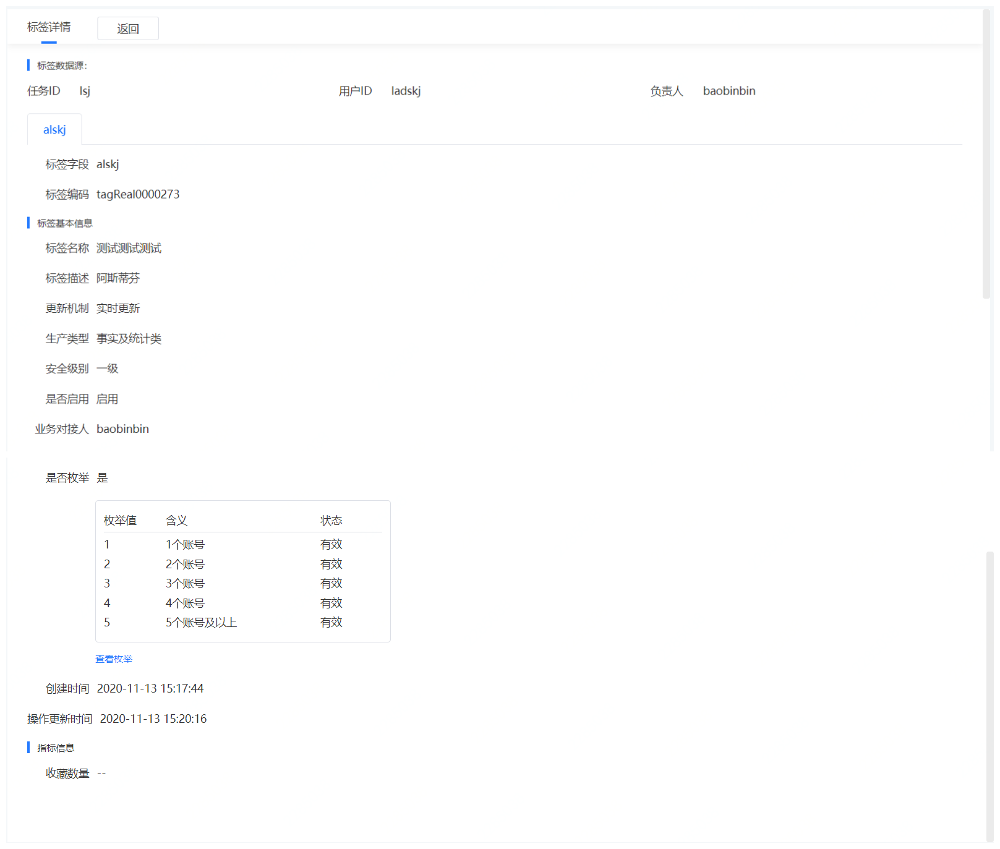 标签详情 返回
标签数据源：
任务ID lsj 用户ID ladskj 负责人 baobinbin
alskj
标签字段 alskj
标签编码 tagReal0000273
标签基本信息
标签名称 测试测试测试
标签描述 阿斯蒂芬
更新机制 实时更新
生产类型 事实及统计类
安全级别 一级
是否启用 启用
业务对接人 baobinbin
是否枚举 是
枚举值 含义 状态
1 1个账号 有效
2 2个账号 有效
3 3个账号 有效
4 4个账号 有效
5 5个账号及以上 有效
查看枚举
创建时间 2020-11-13 15:17:44
操作更新时间 2020-11-13 15:20:16
指标信息
收藏数量 --